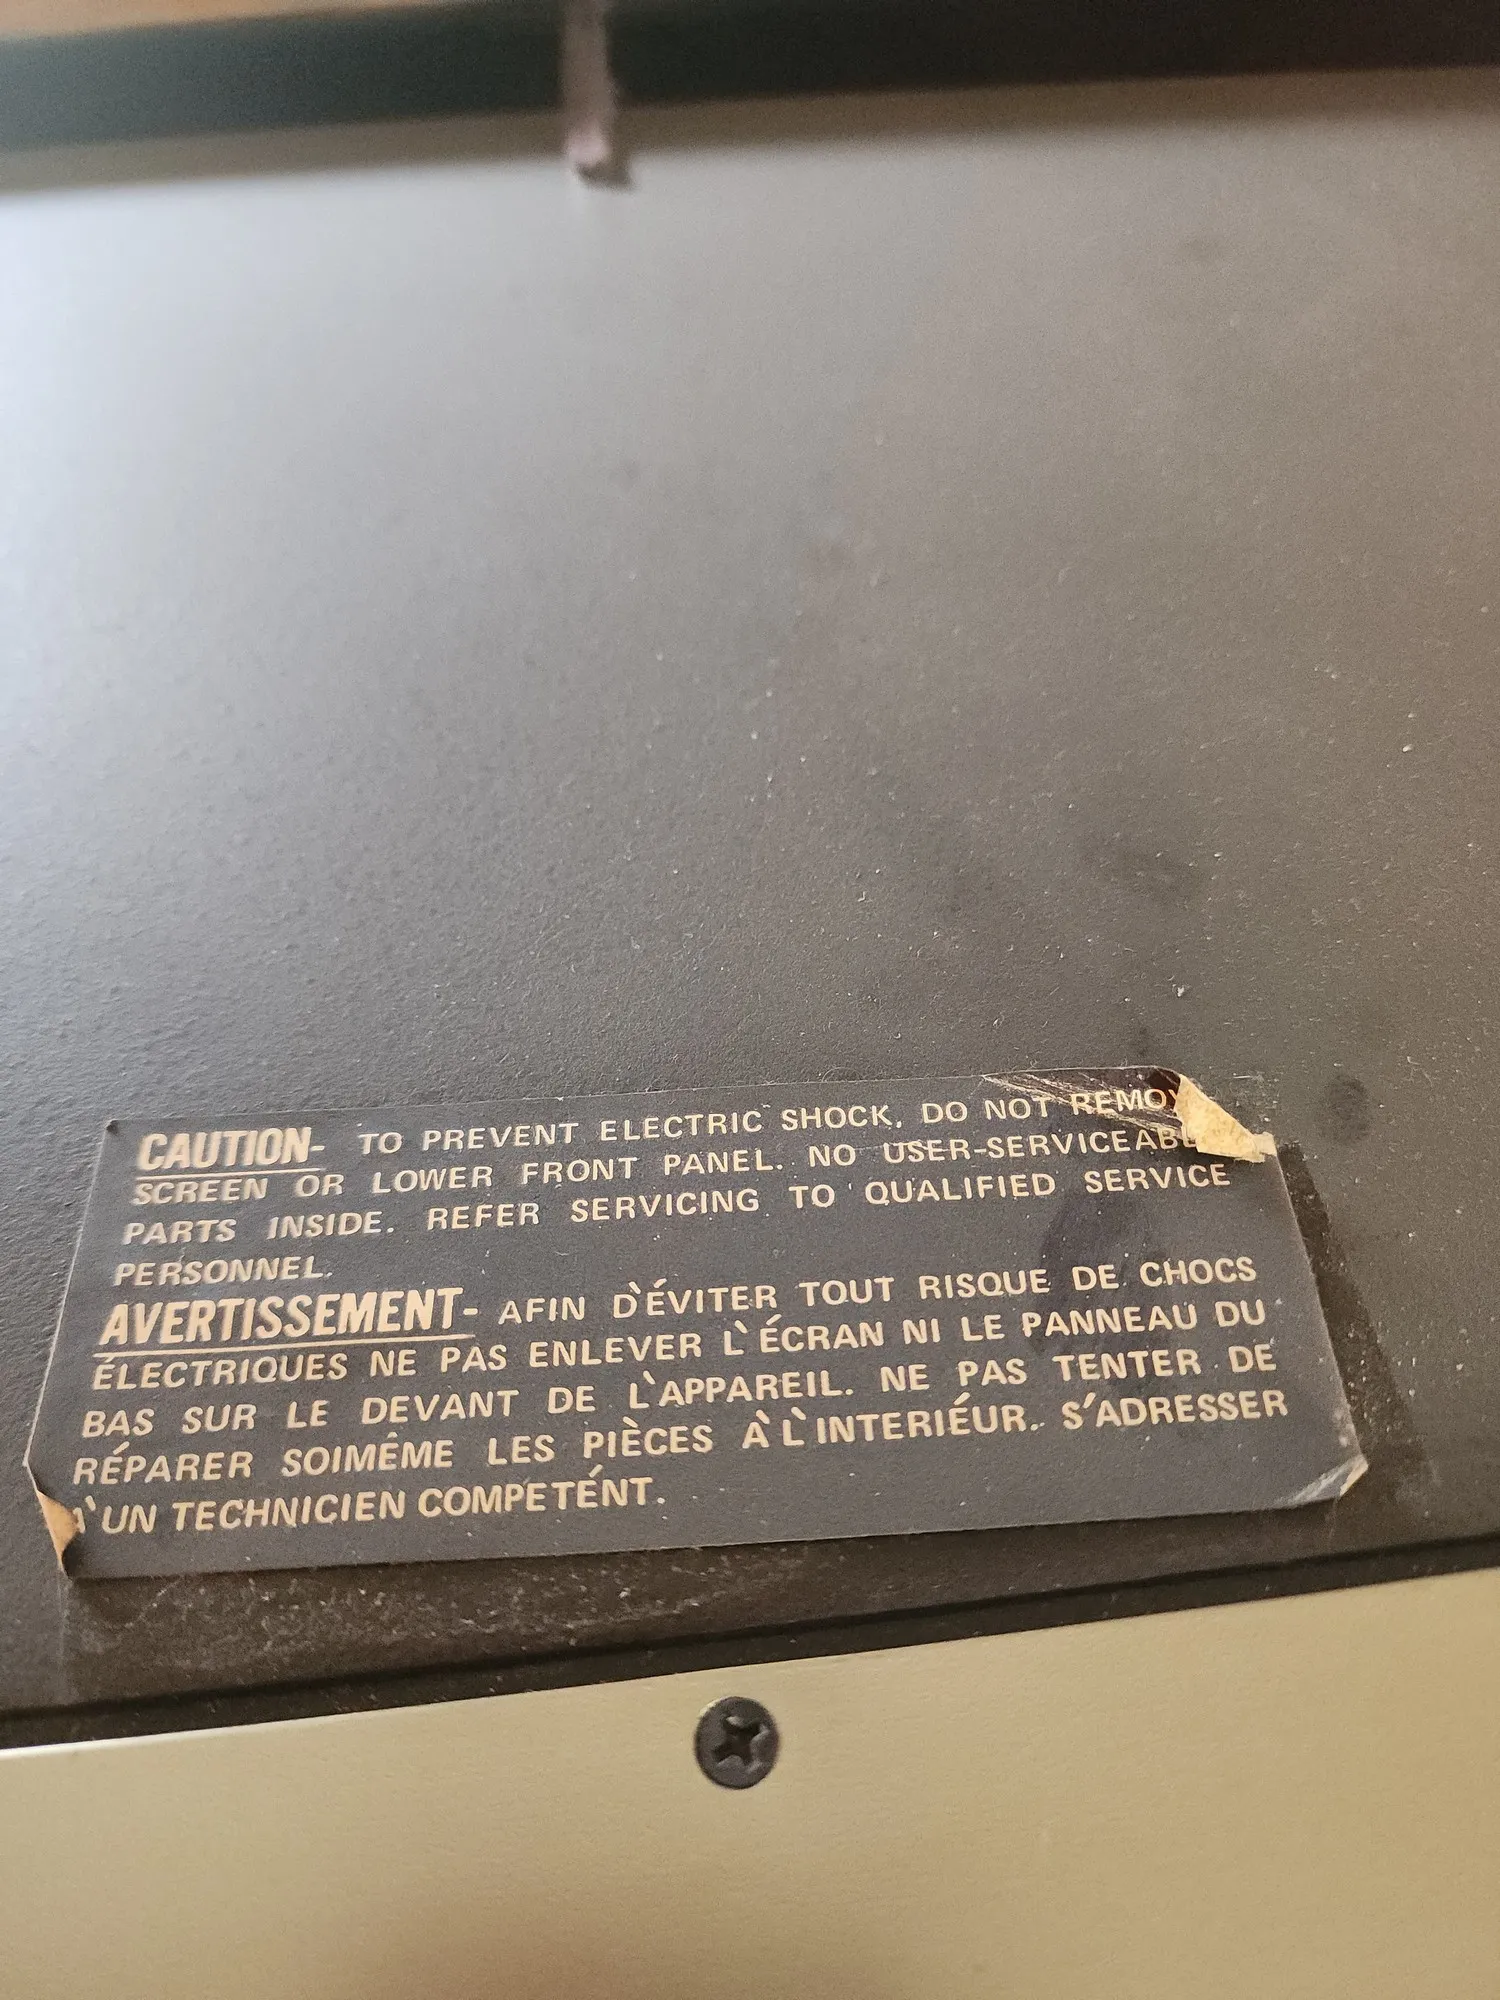 CAUTION- TO PREVENT ELECTRIC SHOCK, DO NOT
SCREEN OR LOWER FRONT PANEL. NO USER-SERVICEABLE
PARTS INSIDE. REFER SERVICING TO QUALIFIED SERVICE
PERSONNEL.
AVERTISSEMENT- AFIN D`ÉVITER TOUT RISQUE DE CHOCS
ÉLECTRIQUES NE PAS ENLEVER L`ÉCRAN NI LE PANNEAU DU
BAS SUR LE DEVANT DE L`APPAREIL. NE PAS TENTER DE
RÉPARER SOIMÊME LES PIÈCES À L`INTERIÉUR. S´ADRESSER
À UN TECHNICIEN COMPETÉNT.